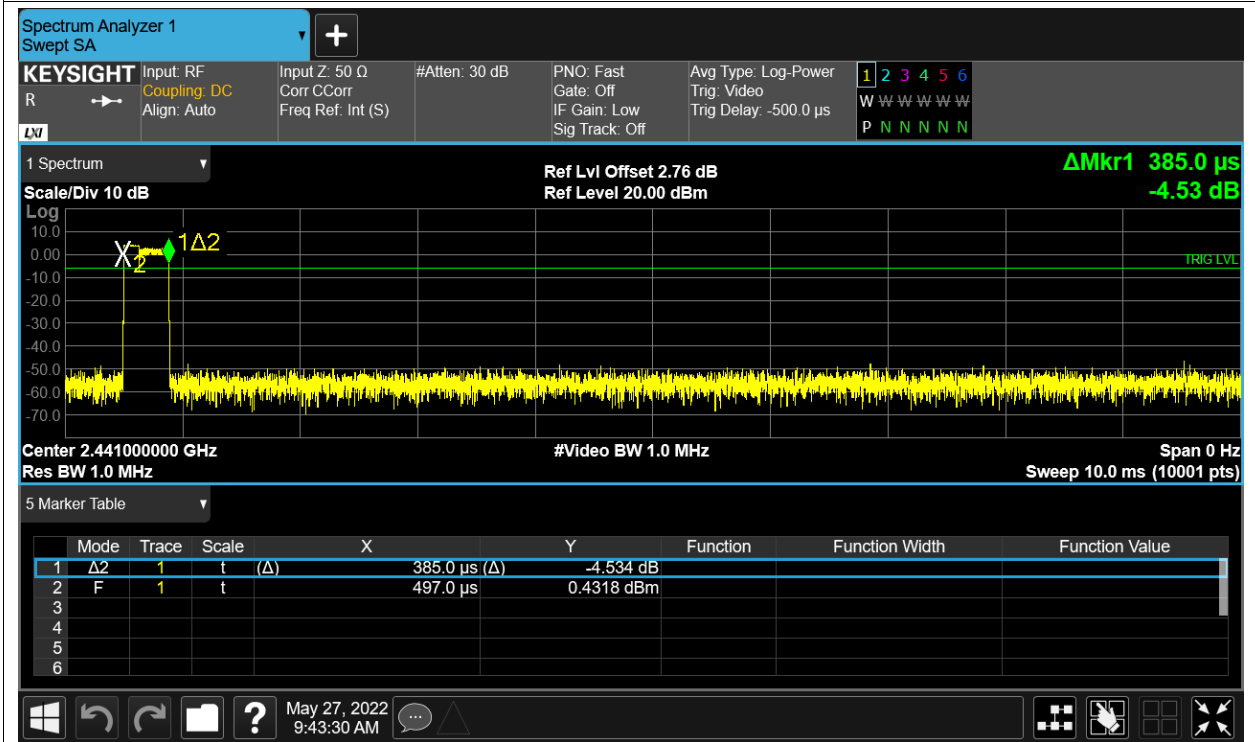 Spectrum Analyzer 1
Swept SA
KEYSIGHT
R
LXI
Input: RF
Coupling: DC
Align: Auto
Input Z: 50 Ω
Corr CCorr
Freq Ref: Int (S)
#Atten: 30 dB
PNO: Fast
Gate: Off
IF Gain: Low
Sig Track: Off
Avg Type: Log-Power
Trig: Video
Trig Delay: -500.0 µs
1 2 3 4 5 6
W W W W W W
P N N N N N
1 Spectrum
Scale/Div 10 dB
Ref Lvl Offset 2.76 dB
Ref Level 20.00 dBm
ΔMkr1 385.0 µs
-4.53 dB
Log
10.0
0.00
-10.0
-20.0
-30.0
-40.0
-50.0
-60.0
-70.0
X
2
1Δ2
TRIG LVL
Center 2.441000000 GHz
#Video BW 1.0 MHz
Span 0 Hz
Res BW 1.0 MHz
Sweep 10.0 ms (10001 pts)
5 Marker Table
Mode Trace Scale X Y Function Function Width Function Value
1 Δ2 1 t (Δ) 385.0 µs (Δ) -4.534 dB
2 F 1 t 497.0 µs 0.4318 dBm
3
4
5
6
?
May 27, 2022
9:43:30 AM